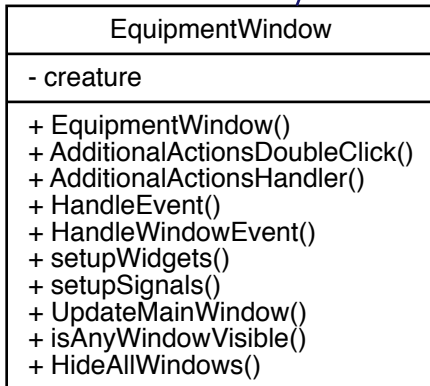 EquipmentWindow
- creature
+ EquipmentWindow()
+ AdditionalActionsDoubleClick()
+ AdditionalActionsHandler()
+ HandleEvent()
+ HandleWindowEvent()
+ setupWidgets()
+ setupSignals()
+ UpdateMainWindow()
+ isAnyWindowVisible()
+ HideAllWindows()